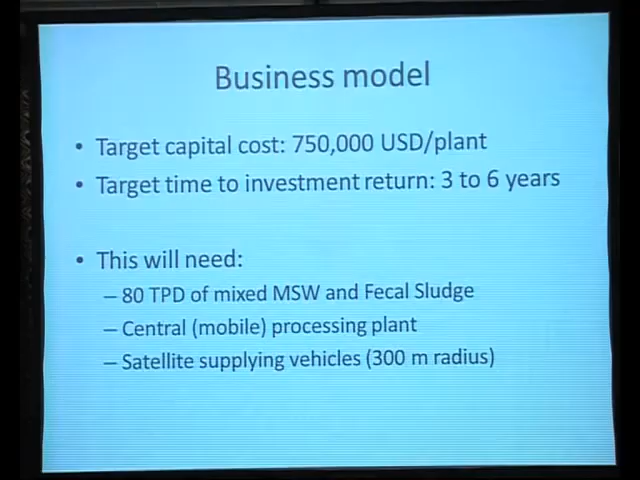 Business model
• Target capital cost: 750,000 USD/plant
• Target time to investment return: 3 to 6 years
• This will need:
– 80 TPD of mixed MSW and Fecal Sludge
– Central (mobile) processing plant
– Satellite supplying vehicles (300 m radius)